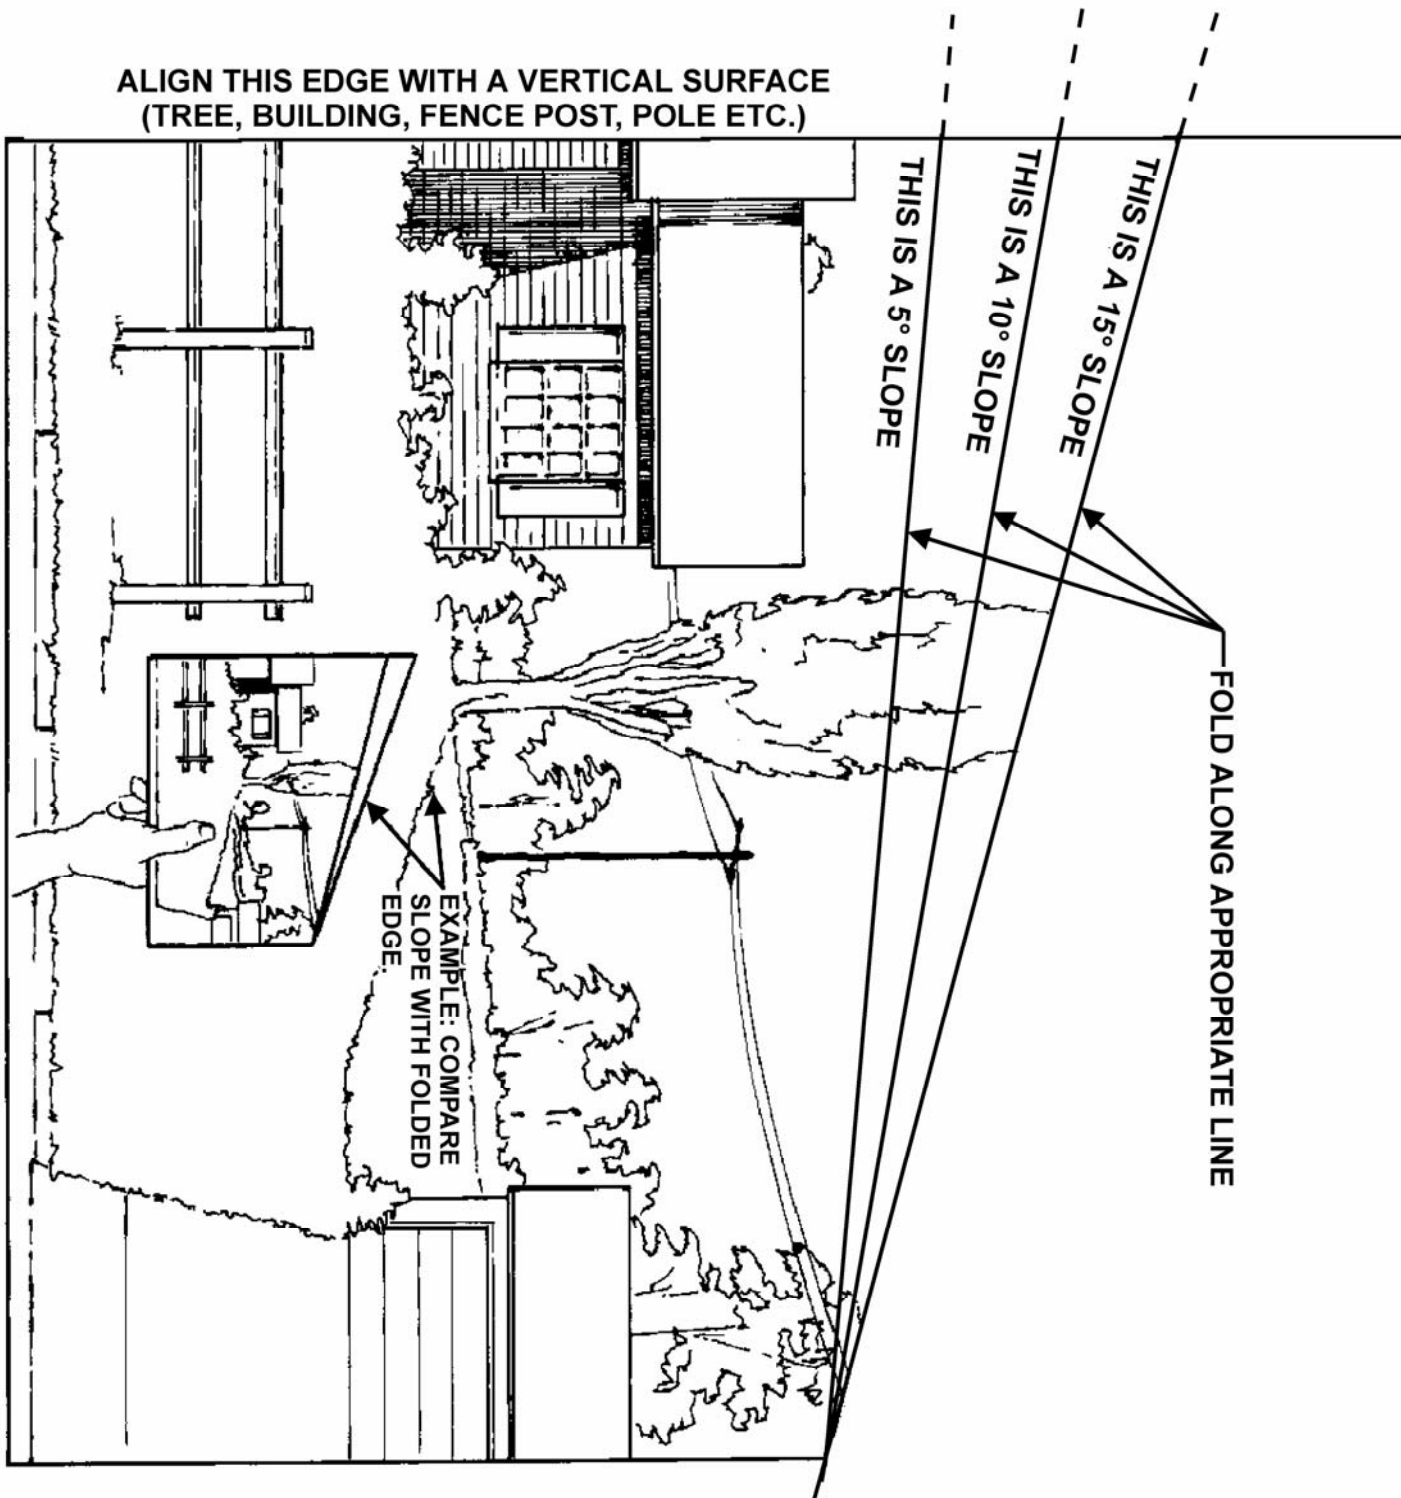 ALIGN THIS EDGE WITH A VERTICAL SURFACE
(TREE, BUILDING, FENCE POST, POLE ETC.)
THIS IS A 15° SLOPE
THIS IS A 10° SLOPE
THIS IS A 5° SLOPE
FOLD ALONG APPROPRIATE LINE
EXAMPLE: COMPARE
SLOPE WITH FOLDED
EDGE.